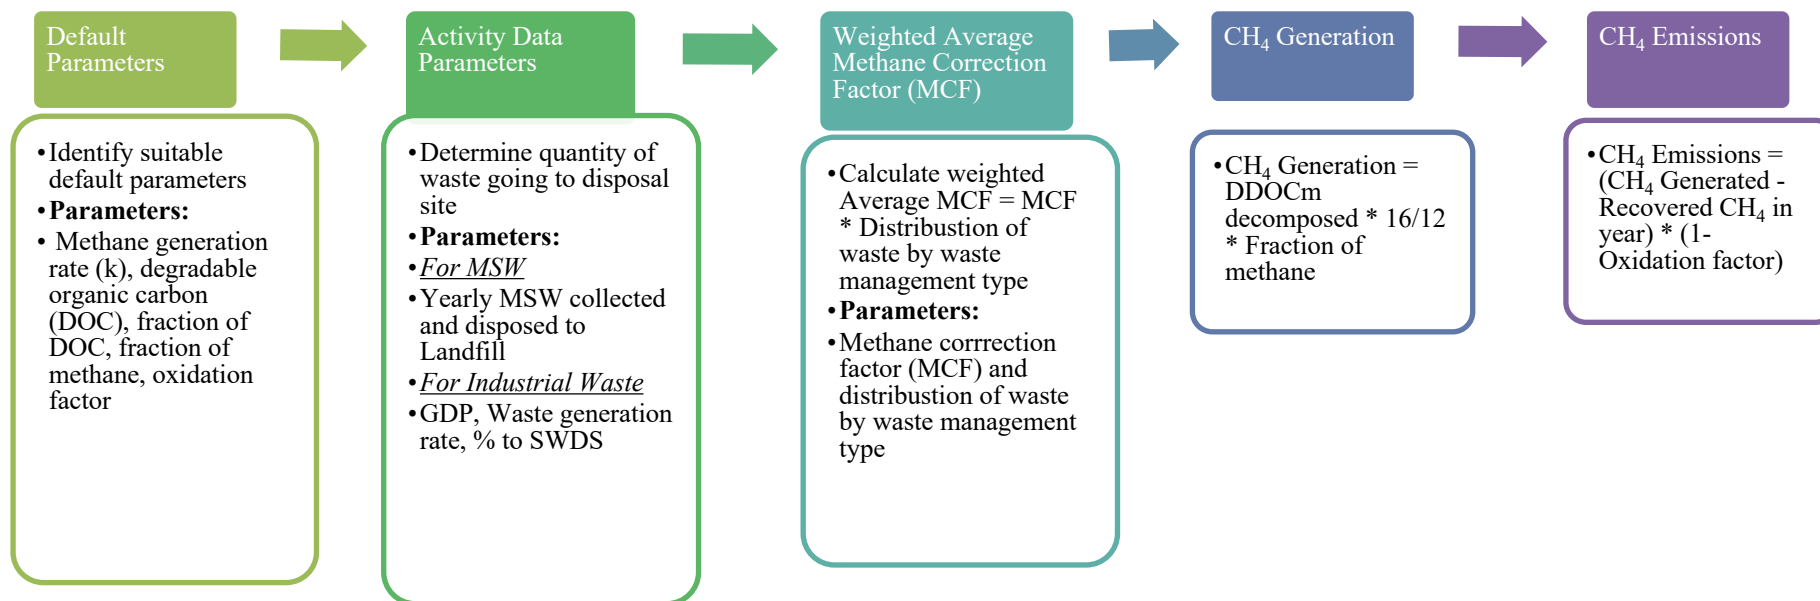 Default
Parameters
•Identify suitable
default parameters
•Parameters:
• Methane generation
rate (k), degradable
organic carbon
(DOC), fraction of
DOC, fraction of
methane, oxidation
factor
Activity Data
Parameters
•Determine quantity of
waste going to disposal
site
•Parameters:
•For MSW
•Yearly MSW collected
and disposed to
Landfill
•For Industrial Waste
•GDP, Waste generation
rate, % to SWDS
Weighted Average
Methane Correction
Factor (MCF)
•Calculate weighted
Average MCF = MCF
* Distribustion of
waste by waste
management type
•Parameters:
•Methane corrrection
factor (MCF) and
distribustion of waste
by waste management
type
CH₄ Generation
•CH₄ Generation =
DDOCm
decomposed * 16/12
* Fraction of
methane
CH₄ Emissions
•CH₄ Emissions =
(CH₄ Generated -
Recovered CH₄ in
year) * (1-
Oxidation factor)